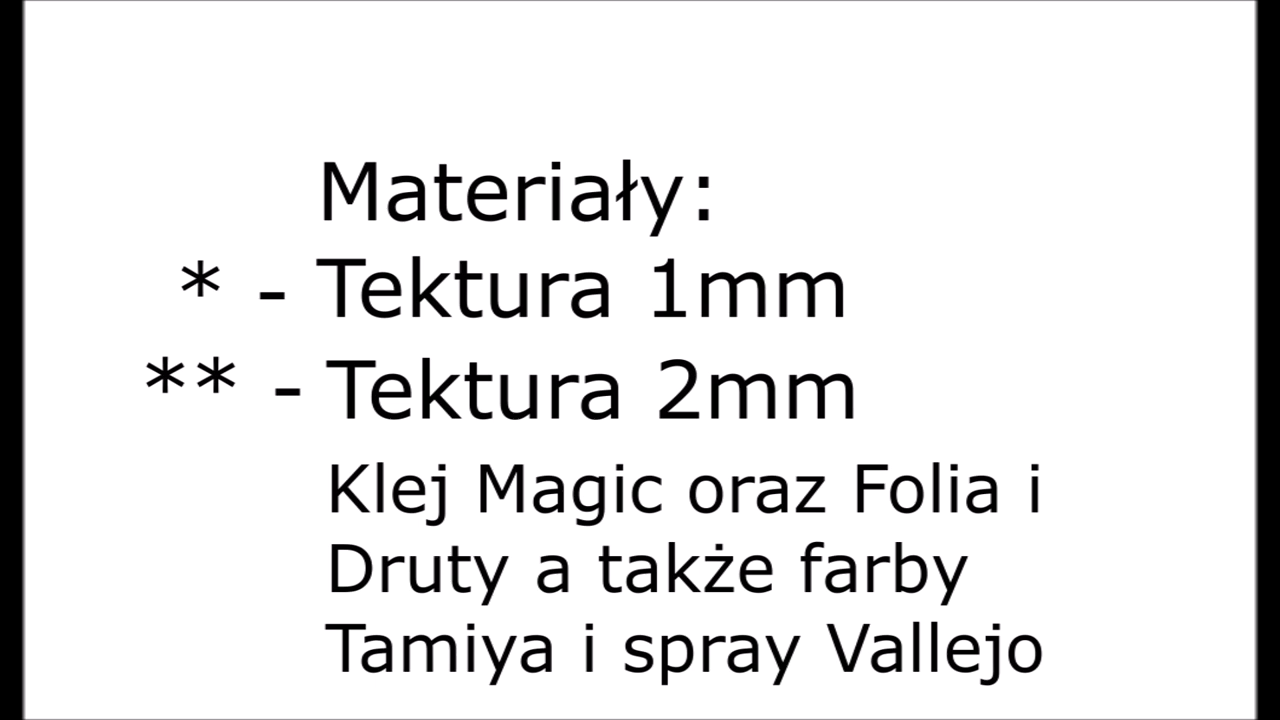 Materiały:
* - Tektura 1mm
** - Tektura 2mm
Klej Magic oraz Folia i
Druty a także farby
Tamiya i spray Vallejo